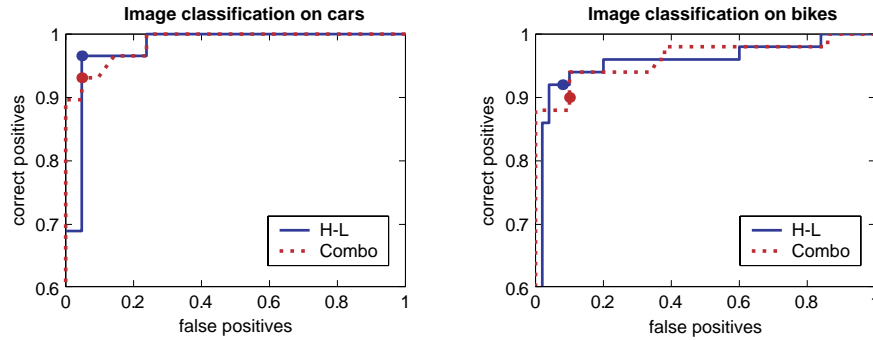 Image classification on cars
1
0.9
0.8
0.7
0.6
correct positives
H-L
Combo
0 0.2 0.4 0.6 0.8 1
false positives
Image classification on bikes
1
0.9
0.8
0.7
0.6
correct positives
H-L
Combo
0 0.2 0.4 0.6 0.8 1
false positives